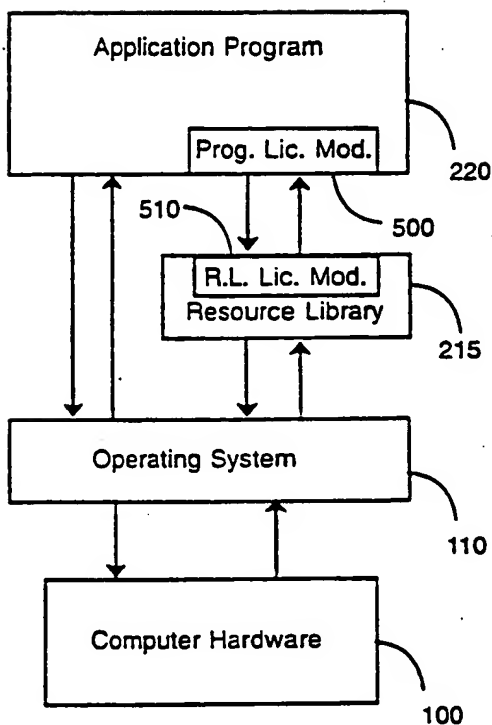 Application Program
Prog. Lic. Mod.
220
500
510
R.L. Lic. Mod.
Resource Library
215
Operating System
110
Computer Hardware
100